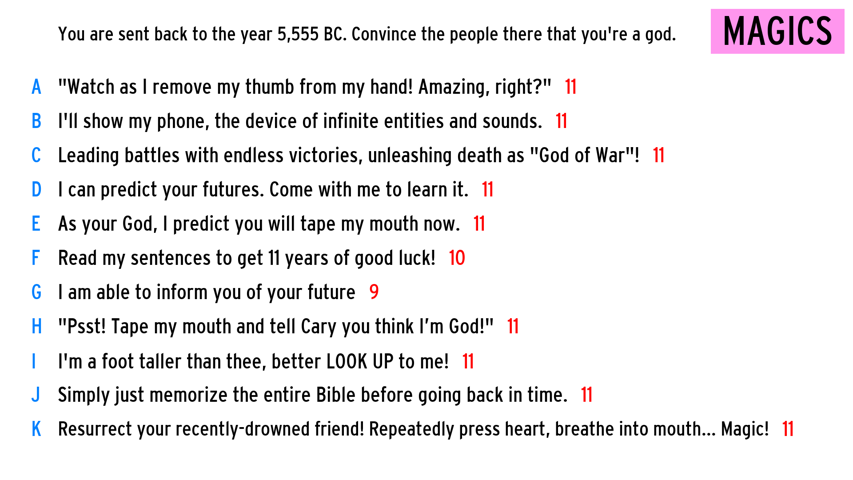 You are sent back to the year 5,555 BC. Convince the people there that you're a god.
MAGICS
A "Watch as I remove my thumb from my hand! Amazing, right?" 11
B I'll show my phone, the device of infinite entities and sounds. 11
C Leading battles with endless victories, unleashing death as "God of War"! 11
D I can predict your futures. Come with me to learn it. 11
E As your God, I predict you will tape my mouth now. 11
F Read my sentences to get 11 years of good luck! 10
G I am able to inform you of your future 9
H "Psst! Tape my mouth and tell Cary you think I’m God!" 11
I I'm a foot taller than thee, better LOOK UP to me! 11
J Simply just memorize the entire Bible before going back in time. 11
K Resurrect your recently-drowned friend! Repeatedly press heart, breathe into mouth... Magic! 11